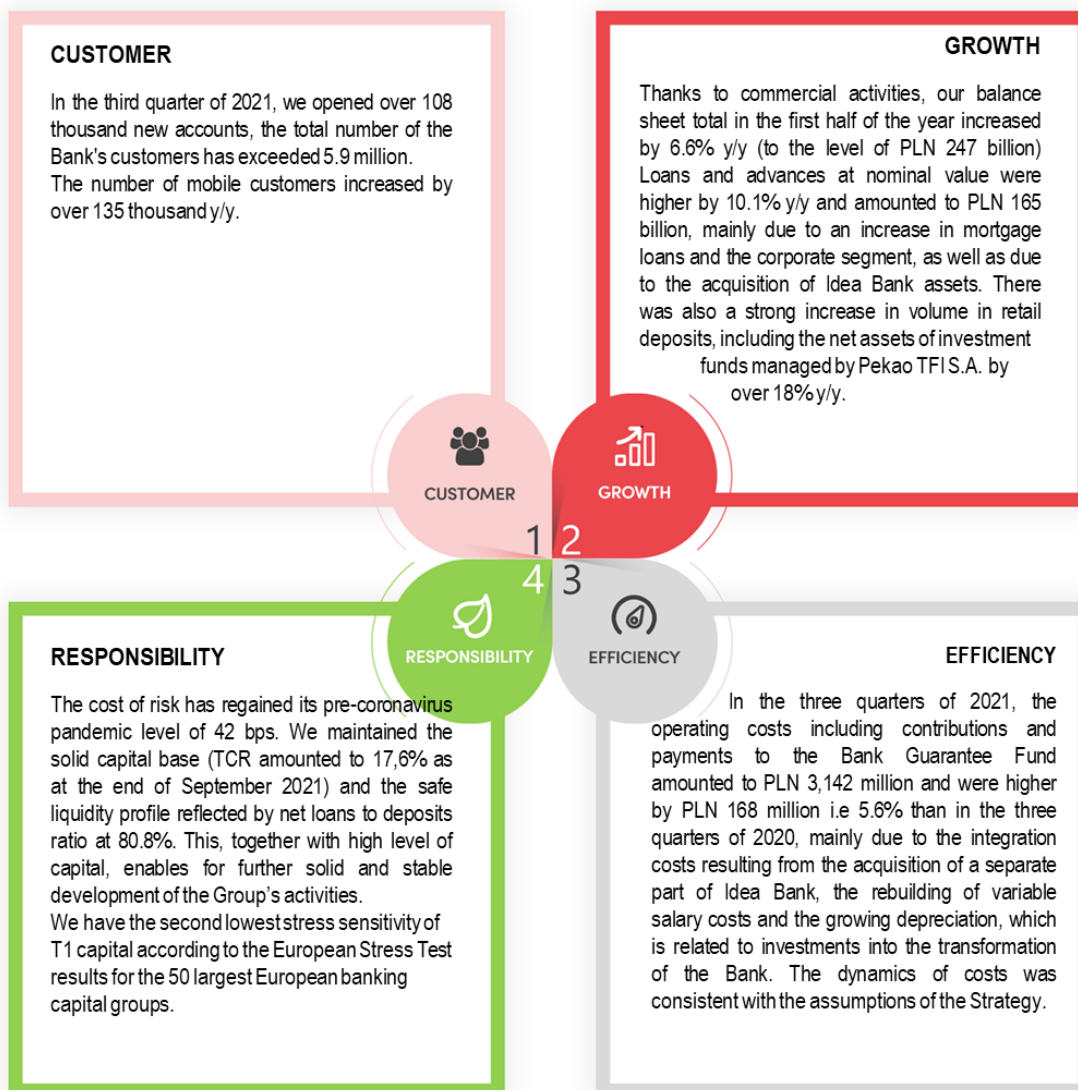 CUSTOMER
In the third quarter of 2021, we opened over 108
thousand new accounts, the total number of the
Bank's customers has exceeded 5.9 million.
The number of mobile customers increased by
over 135 thousand y/y.
GROWTH
Thanks to commercial activities, our balance
sheet total in the first half of the year increased
by 6.6% y/y (to the level of PLN 247 billion)
Loans and advances at nominal value were
higher by 10.1% y/y and amounted to PLN 165
billion, mainly due to an increase in mortgage
loans and the corporate segment, as well as due
to the acquisition of Idea Bank assets. There
was also a strong increase in volume in retail
deposits, including the net assets of investment
funds managed by Pekao TFI S.A. by
over 18% y/y.
CUSTOMER
1
GROWTH
2
4
RESPONSIBILITY
3
EFFICIENCY
RESPONSIBILITY
The cost of risk has regained its pre-coronavirus
pandemic level of 42 bps. We maintained the
solid capital base (TCR amounted to 17,6% as
at the end of September 2021) and the safe
liquidity profile reflected by net loans to deposits
ratio at 80.8%. This, together with high level of
capital, enables for further solid and stable
development of the Group’s activities.
We have the second lowest stress sensitivity of
T1 capital according to the European Stress Test
results for the 50 largest European banking
capital groups.
EFFICIENCY
In the three quarters of 2021, the
operating costs including contributions and
payments to the Bank Guarantee Fund
amounted to PLN 3,142 million and were higher
by PLN 168 million i.e 5.6% than in the three
quarters of 2020, mainly due to the integration
costs resulting from the acquisition of a separate
part of Idea Bank, the rebuilding of variable
salary costs and the growing depreciation, which
is related to investments into the transformation
of the Bank. The dynamics of costs was
consistent with the assumptions of the Strategy.